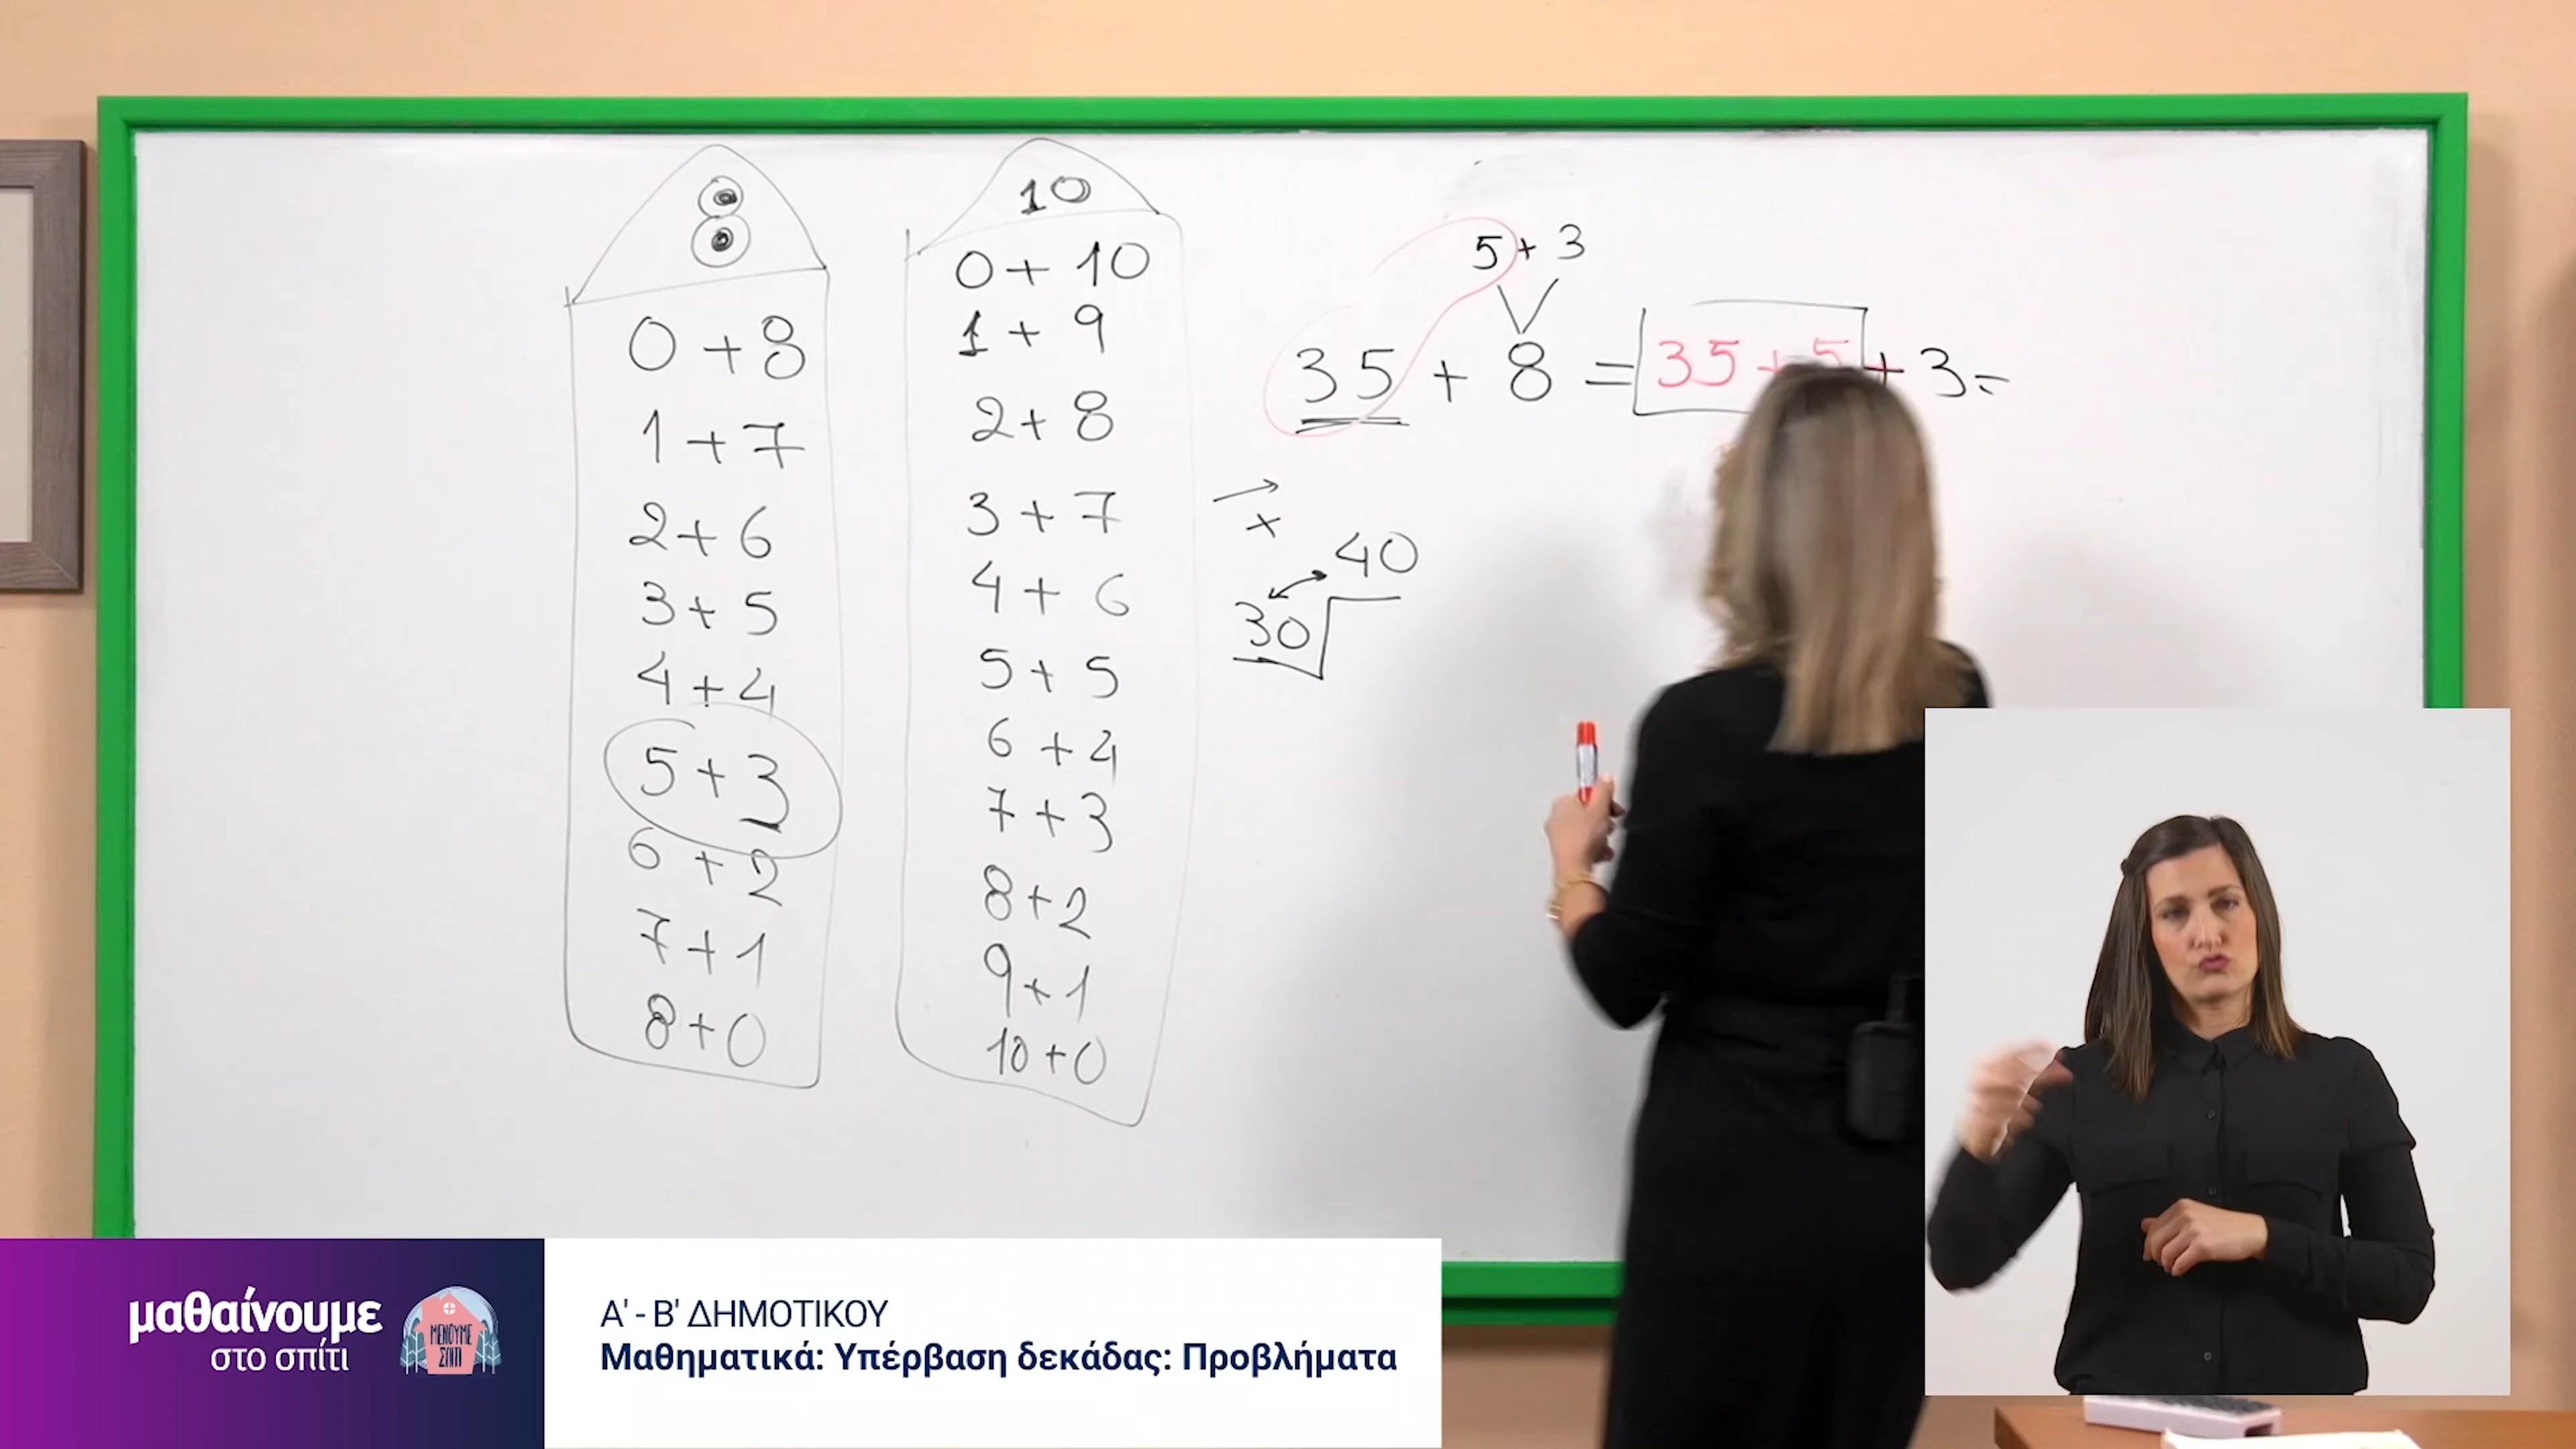 8
0 + 8
1 + 7
2 + 6
3 + 5
4 + 4
5 + 3
6 + 2
7 + 1
8 + 0
10
0 + 10
1 + 9
2 + 8
3 + 7
4 + 6
5 + 5
6 + 4
7 + 3
8 + 2
9 + 1
10 + 0
5 + 3
35 + 8 = 35 + 5 + 3 =
+
40
30
μαθαίνουμε
στο σπίτι
ΜΕΝΟΥΜΕ
ΣΠΙΤΙ
Α' - Β' ΔΗΜΟΤΙΚΟΥ
Μαθηματικά: Υπέρβαση δεκάδας: Προβλήματα